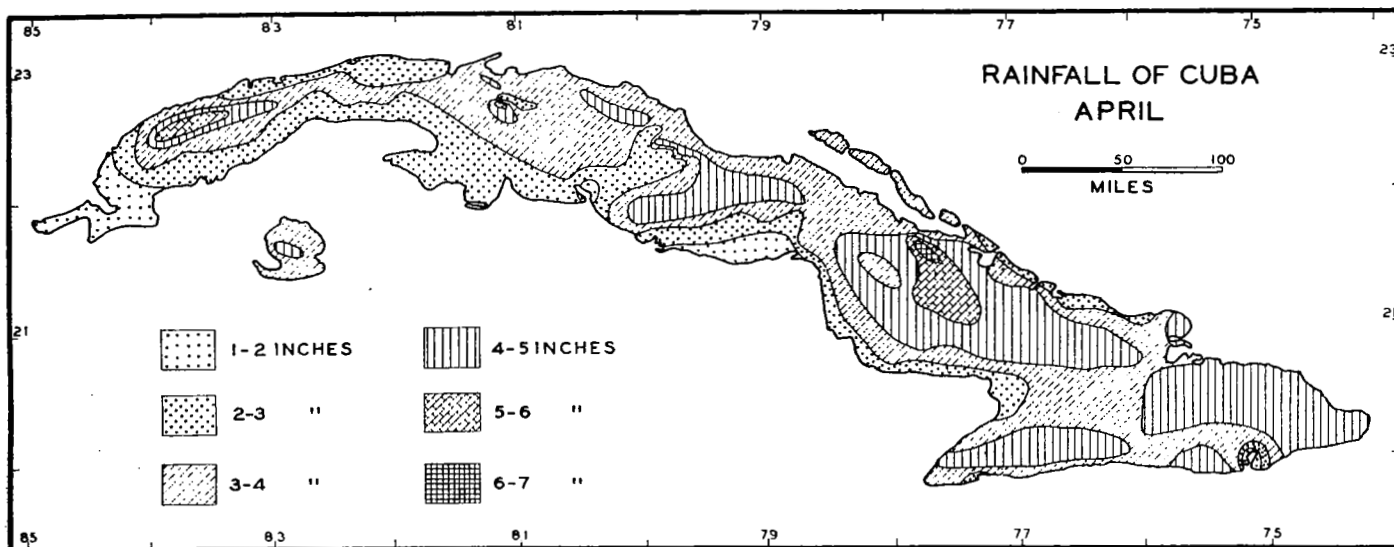 85 83 81 79 77 75
23 23
RAINFALL OF CUBA
APRIL
0 50 100
MILES
21
1-2 INCHES
2-3 "
3-4 "
4-5 INCHES
5-6 "
6-7 "
85 83 81 79 77 75